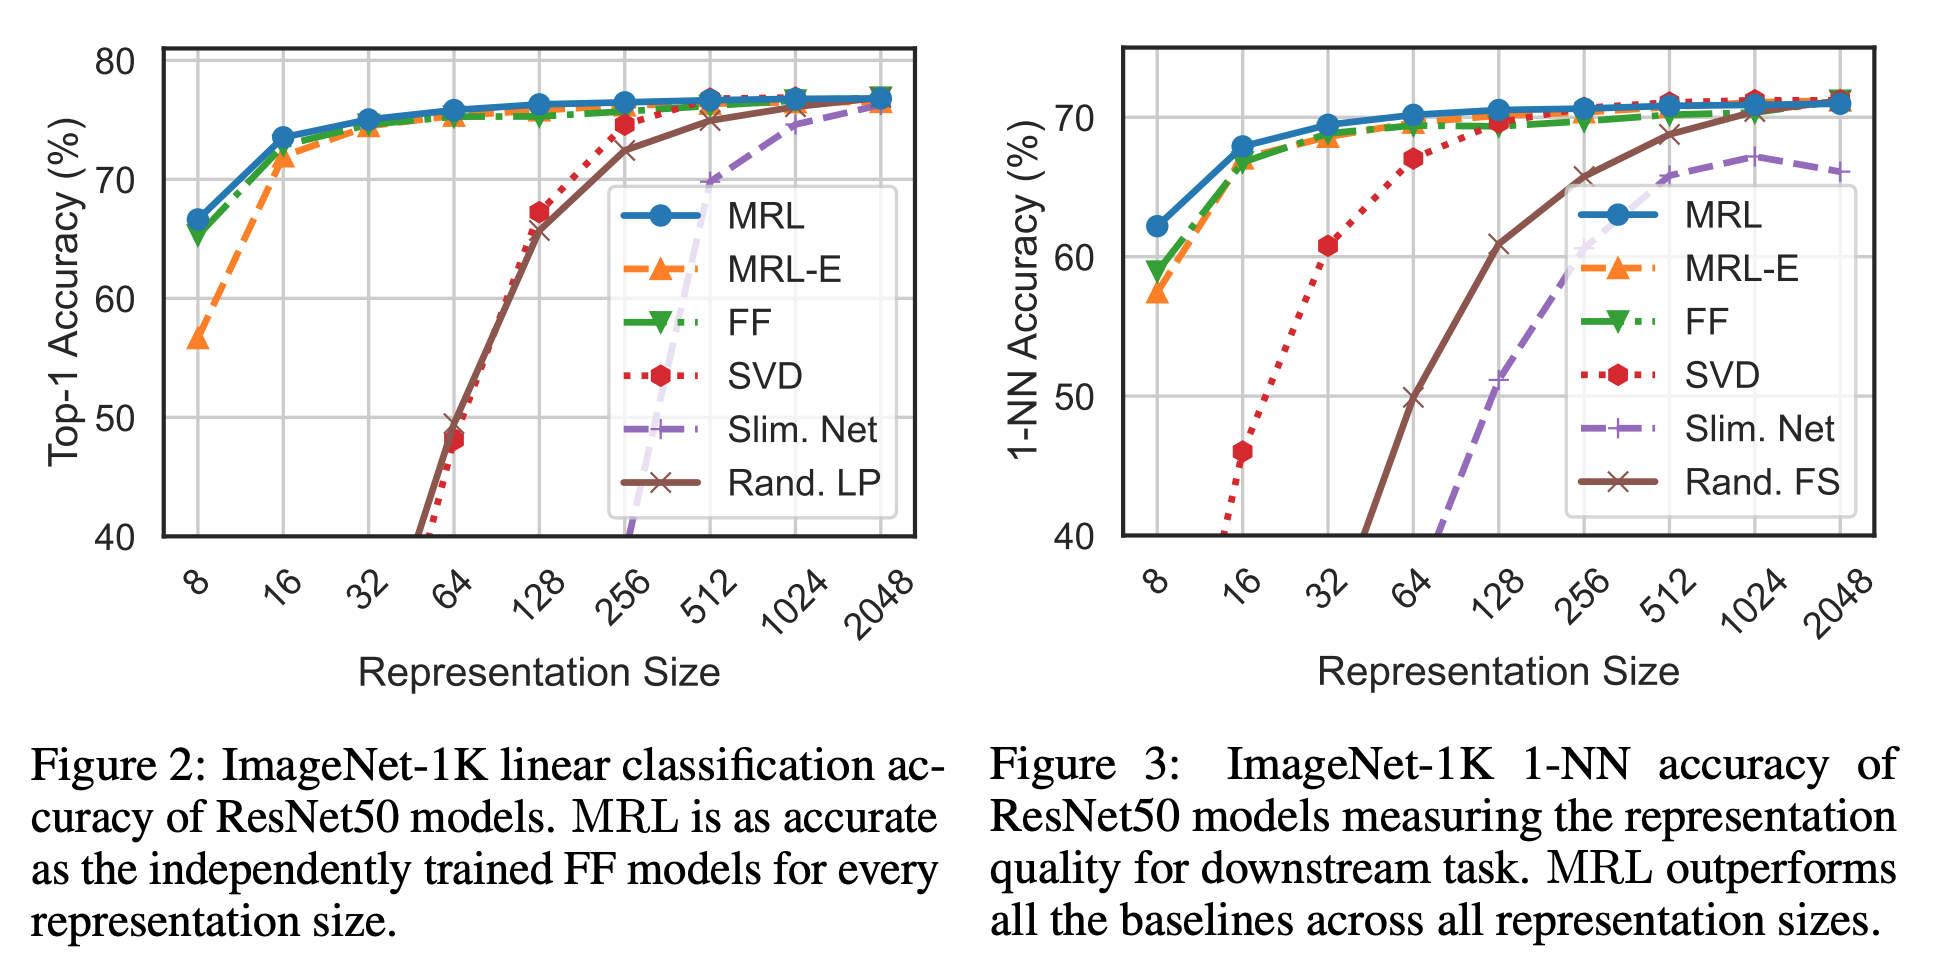 80
70
60
50
40
Top-1 Accuracy (%)
MRL
MRL-E
FF
SVD
Slim. Net
Rand. LP
8 16 32 64 128 256 512 1024 2048
Representation Size
Figure 2: ImageNet-1K linear classification ac-
curacy of ResNet50 models. MRL is as accurate
as the independently trained FF models for every
representation size.
70
60
50
40
1-NN Accuracy (%)
MRL
MRL-E
FF
SVD
Slim. Net
Rand. FS
8 16 32 64 128 256 512 1024 2048
Representation Size
Figure 3: ImageNet-1K 1-NN accuracy of
ResNet50 models measuring the representation
quality for downstream task. MRL outperforms
all the baselines across all representation sizes.